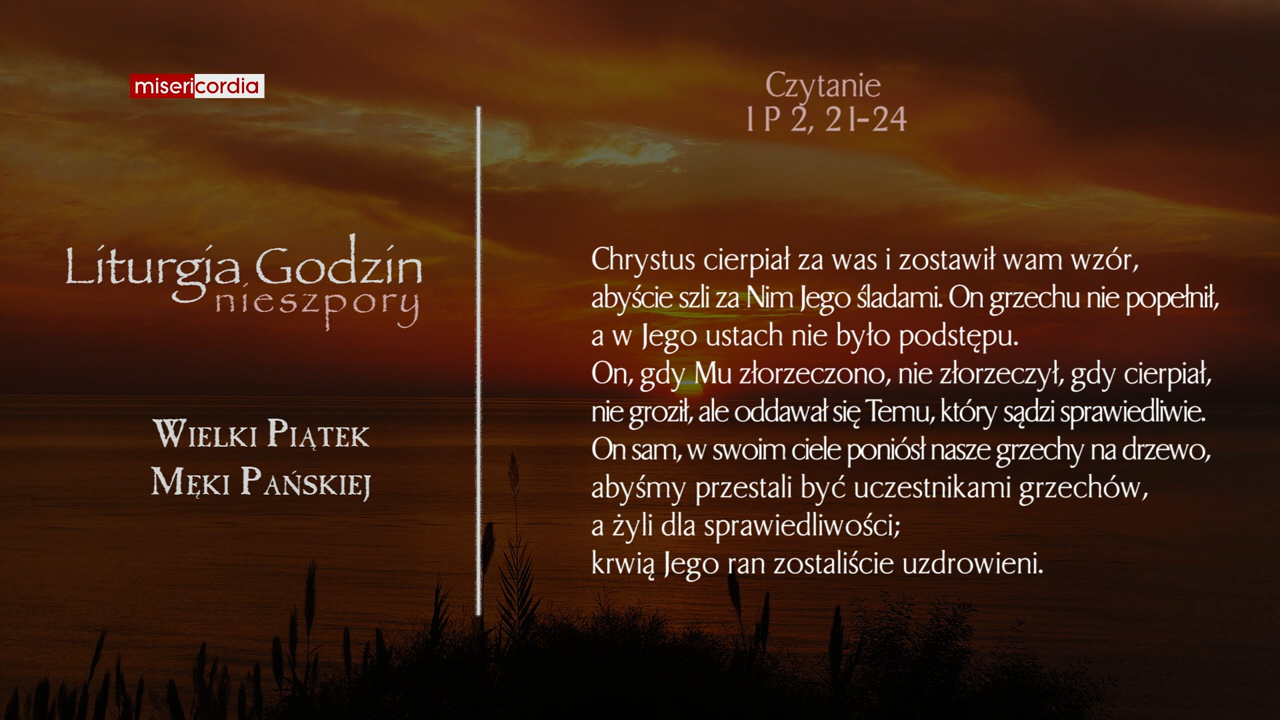 misericordia
Liturgia Godzin
nieszpory
Wielki Piątek
Męki Pańskiej
Czytanie
1 P 2, 21-24
Chrystus cierpiał za was i zostawił wam wzór,
abyście szli za Nim Jego śladami. On grzechu nie popełnił,
a w Jego ustach nie było podstępu.
On, gdy Mu złorzeczono, nie złorzeczył, gdy cierpiał,
nie groził, ale oddawał się Temu, który sądzi sprawiedliwie.
On sam, w swoim ciele poniósł nasze grzechy na drzewo,
abyśmy przestali być uczestnikami grzechów,
a żyli dla sprawiedliwości;
krwią Jego ran zostaliście uzdrowieni.